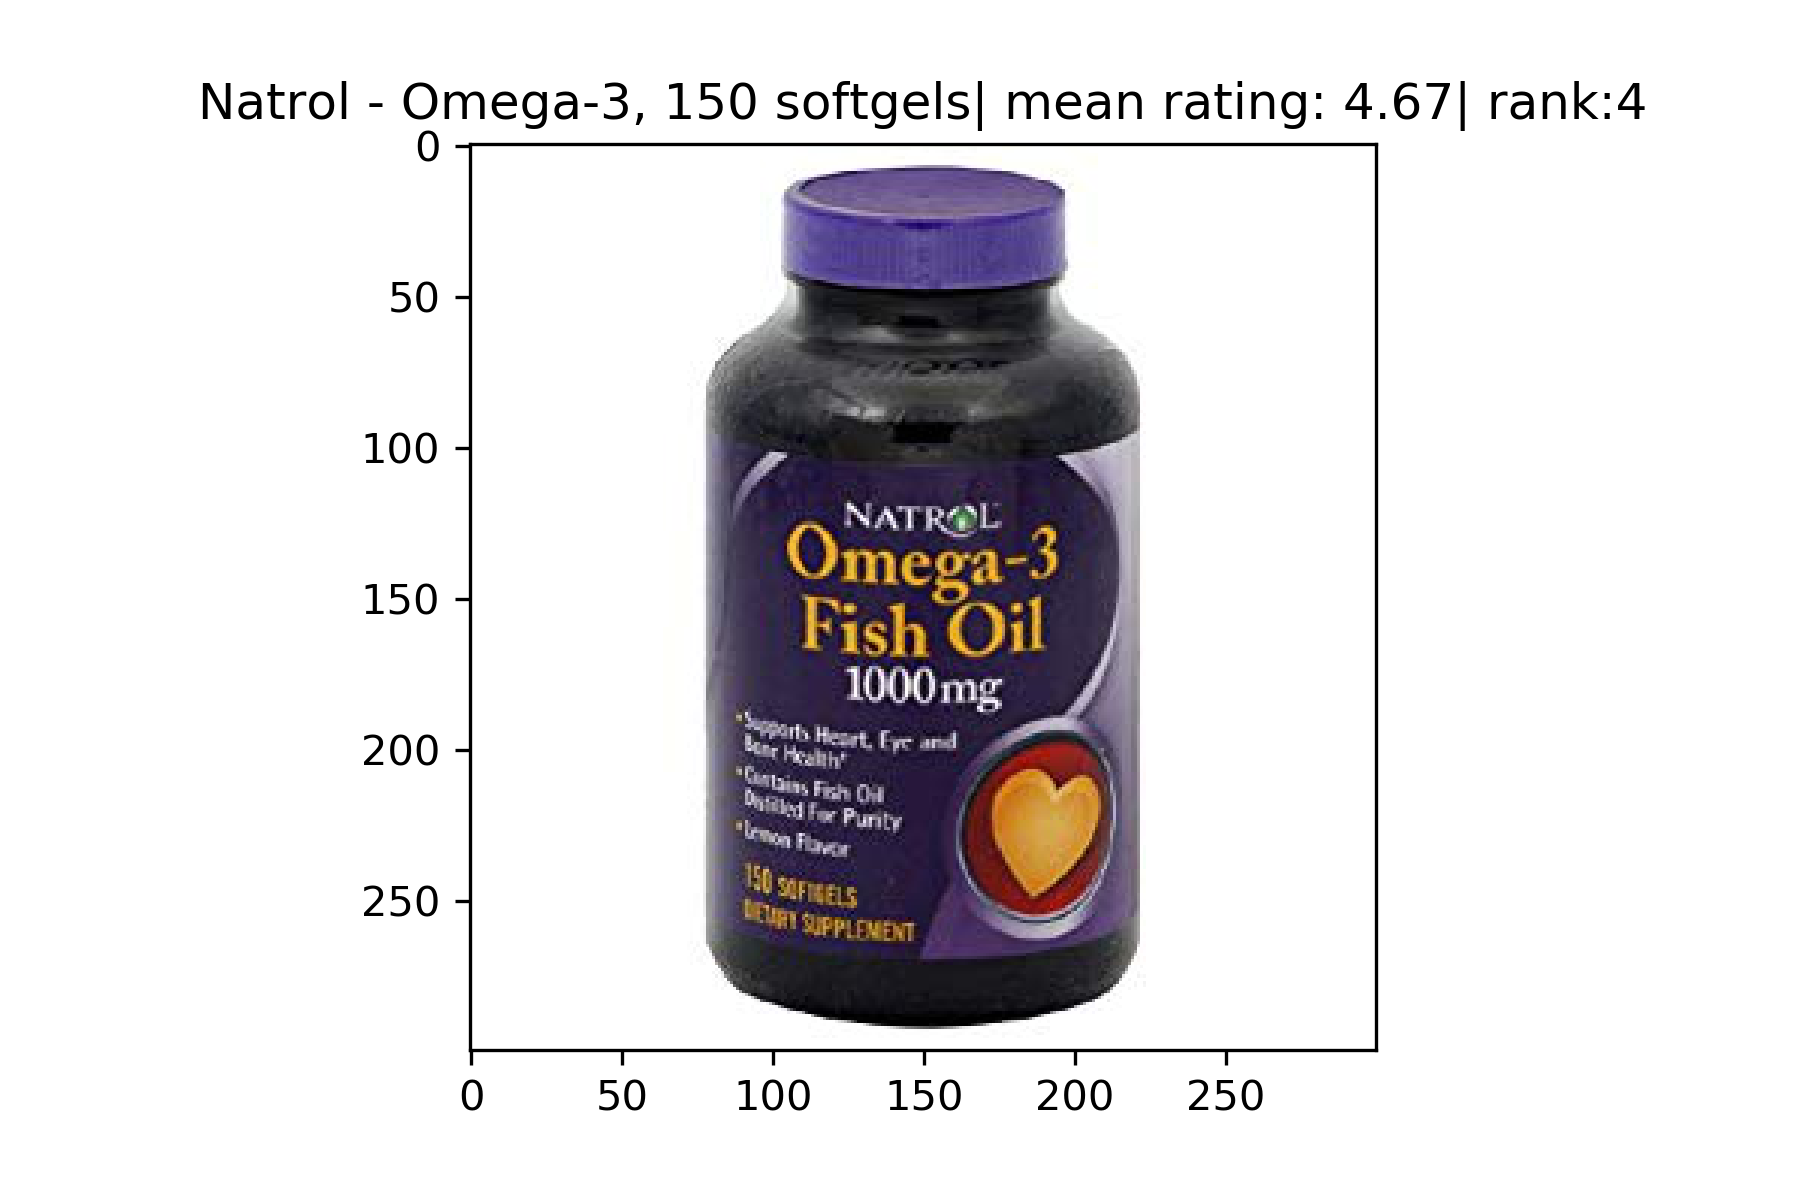 Natrol - Omega-3, 150 softgels| mean rating: 4.67| rank:4
0
50
100
150
200
250
NATROL
Omega-3
Fish Oil
1000 mg
•Supports Heart, Eye and
Bone Health*
•Contains Fish Oil
Distilled For Purity
•Lemon Flavor
150 SOFTGELS
DIETARY SUPPLEMENT
0 50 100 150 200 250